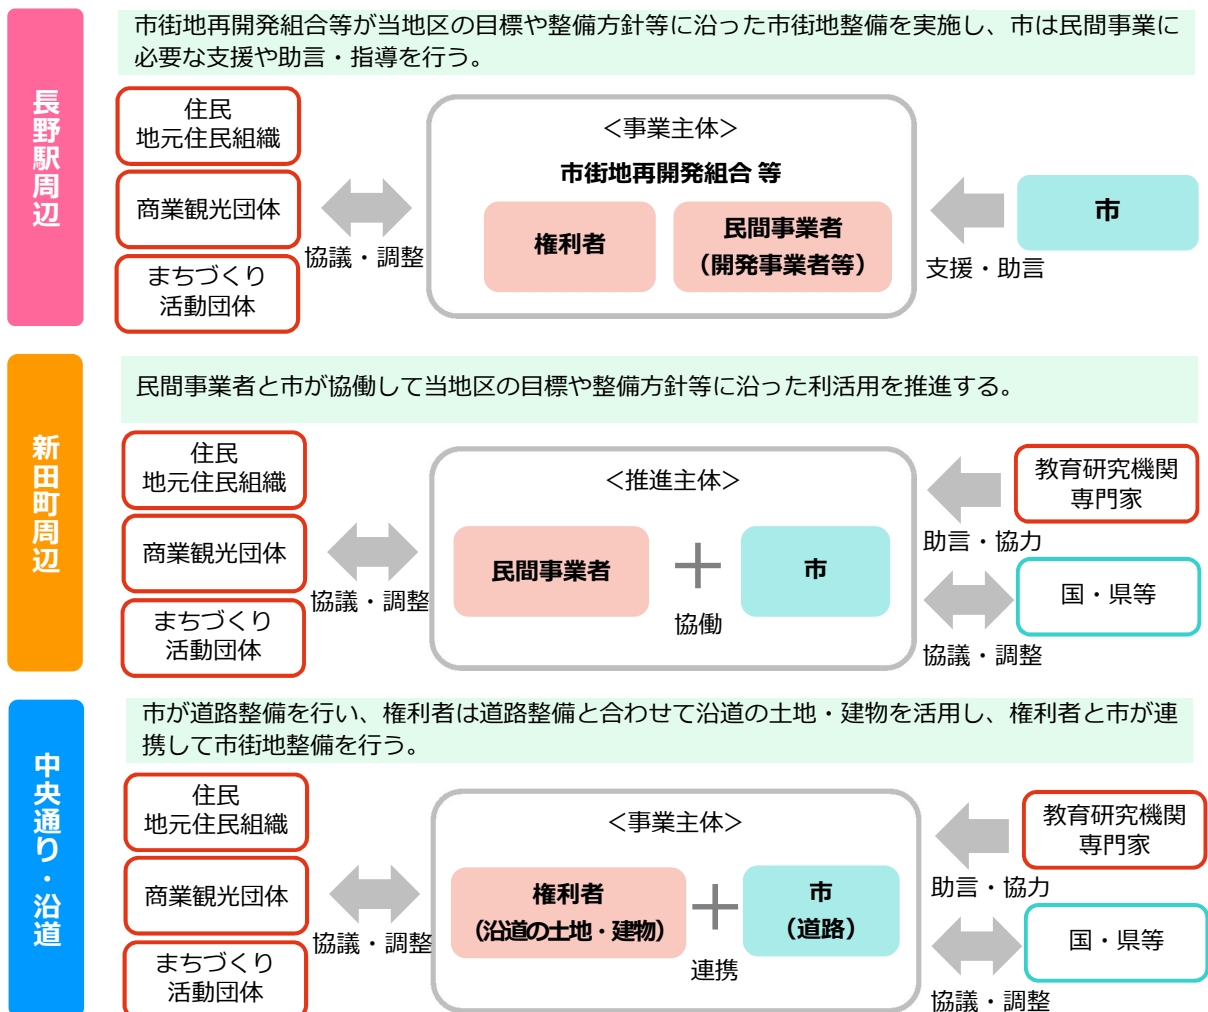 長野駅周辺
市街地再開発組合等が当地区の目標や整備方針等に沿った市街地整備を実施し、市は民間事業に
必要な支援や助言・指導を行う。
住民
地元住民組織
商業観光団体
まちづくり
活動団体
協議・調整
＜事業主体＞
市街地再開発組合 等
権利者
民間事業者
（開発事業者等）
支援・助言
市
新田町周辺
民間事業者と市が協働して当地区の目標や整備方針等に沿った利活用を推進する。
住民
地元住民組織
商業観光団体
まちづくり
活動団体
協議・調整
＜推進主体＞
民間事業者
協働
市
教育研究機関
専門家
助言・協力
国・県等
協議・調整
中央通り・沿道
市が道路整備を行い、権利者は道路整備と合わせて沿道の土地・建物を活用し、権利者と市が連
携して市街地整備を行う。
住民
地元住民組織
商業観光団体
まちづくり
活動団体
協議・調整
＜事業主体＞
権利者
（沿道の土地・建物）
連携
市
（道路）
教育研究機関
専門家
助言・協力
国・県等
協議・調整